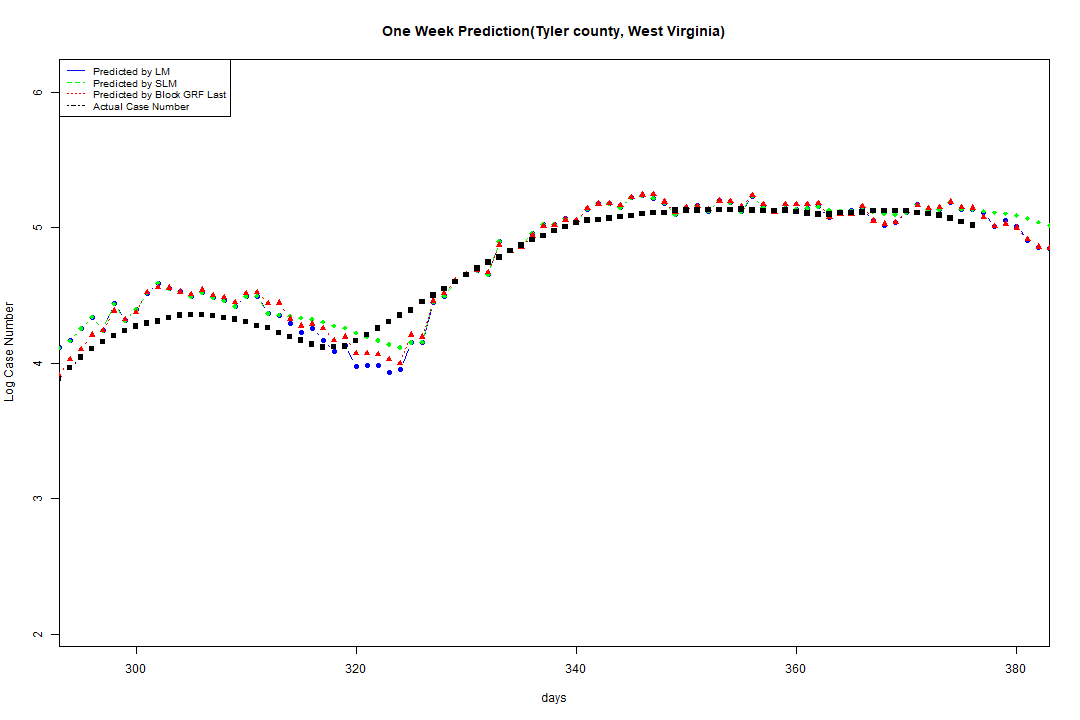 One Week Prediction(Tyler county, West Virginia)
Predicted by LM
Predicted by SLM
Predicted by Block GRF Last
Actual Case Number
6
5
4
3
2
Log Case Number
300 320 340 360 380
days